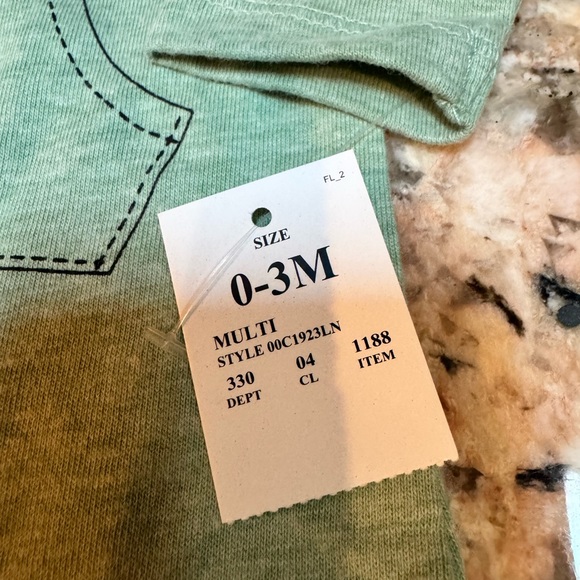 FL_2
SIZE
0-3M
MULTI
STYLE 00C1923LN
330 04 1188
DEPT CL ITEM